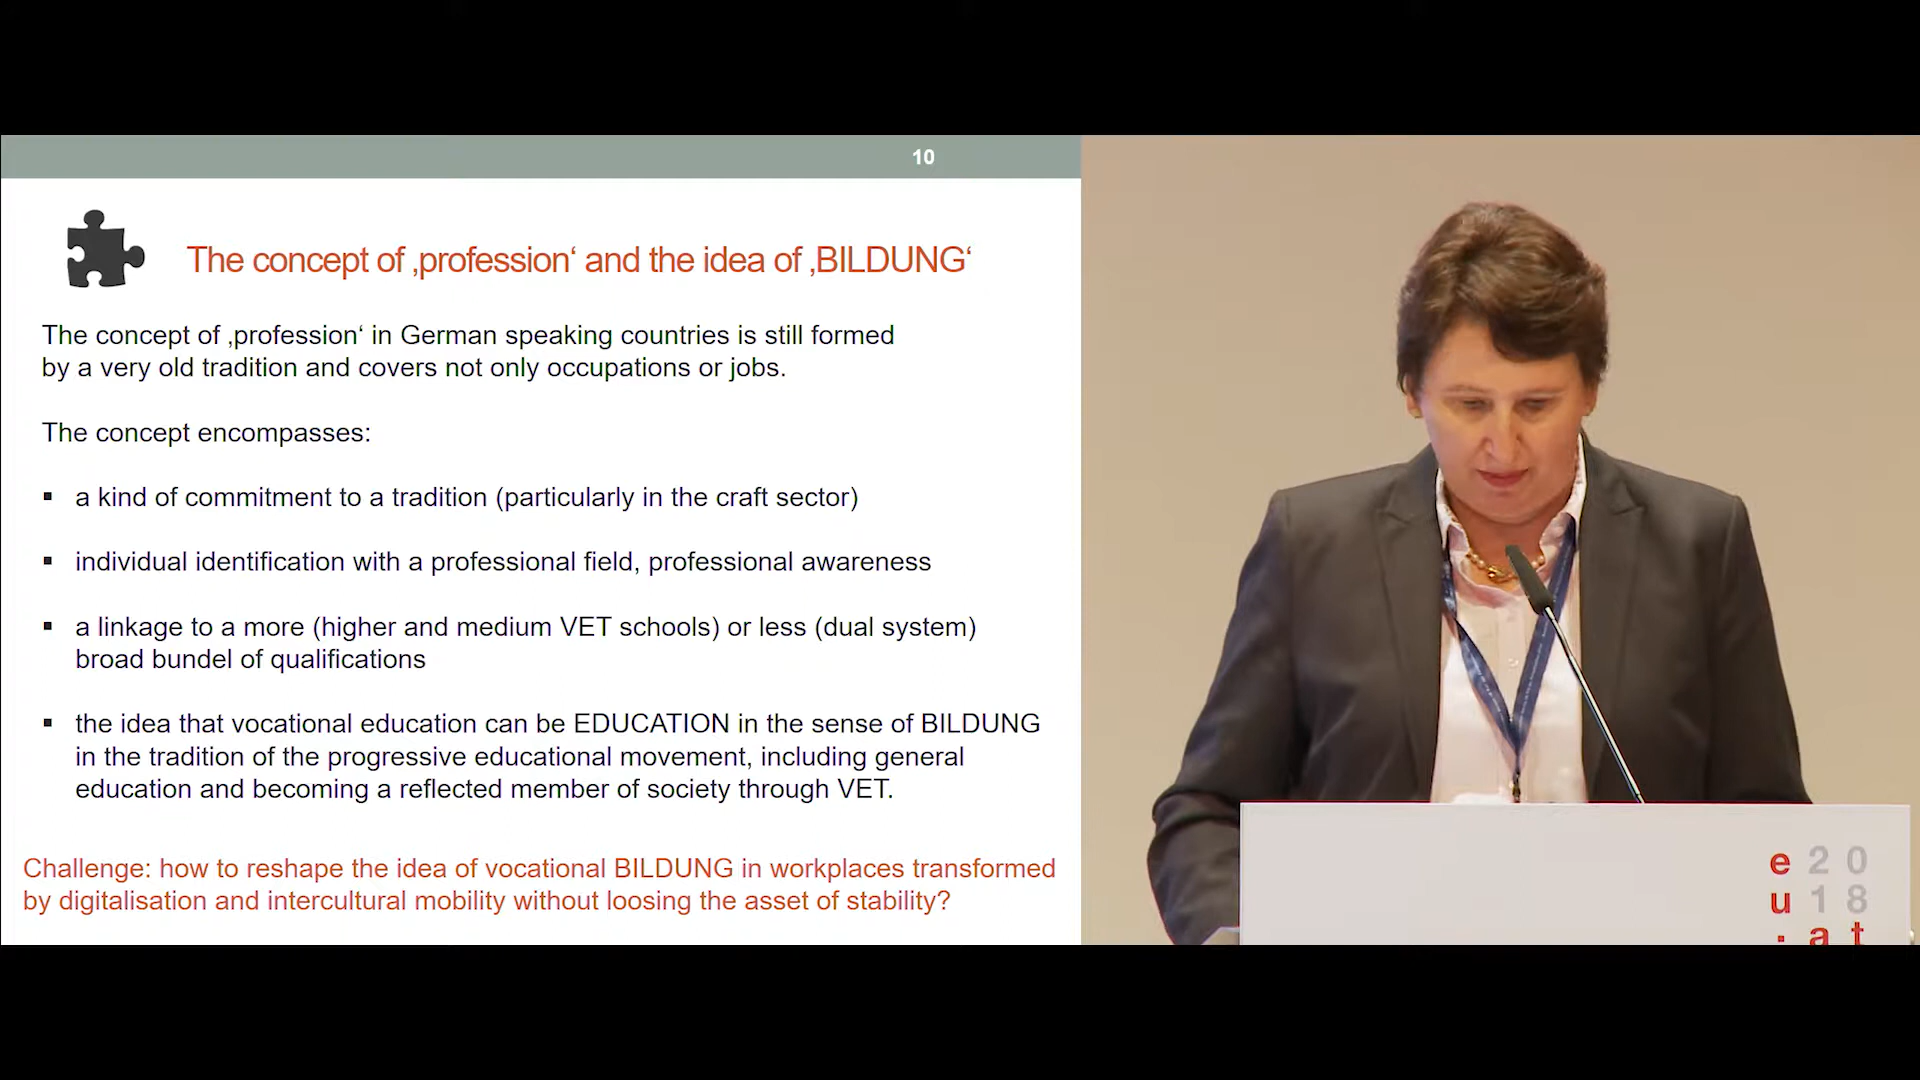 10
The concept of ‚profession‘ and the idea of ‚BILDUNG‘
The concept of ‚profession‘ in German speaking countries is still formed
by a very old tradition and covers not only occupations or jobs.
The concept encompasses:
▪ a kind of commitment to a tradition (particularly in the craft sector)
▪ individual identification with a professional field, professional awareness
▪ a linkage to a more (higher and medium VET schools) or less (dual system)
broad bundel of qualifications
▪ the idea that vocational education can be EDUCATION in the sense of BILDUNG
in the tradition of the progressive educational movement, including general
education and becoming a reflected member of society through VET.
Challenge: how to reshape the idea of vocational BILDUNG in workplaces transformed
by digitalisation and intercultural mobility without loosing the asset of stability?
e20
u18
.at